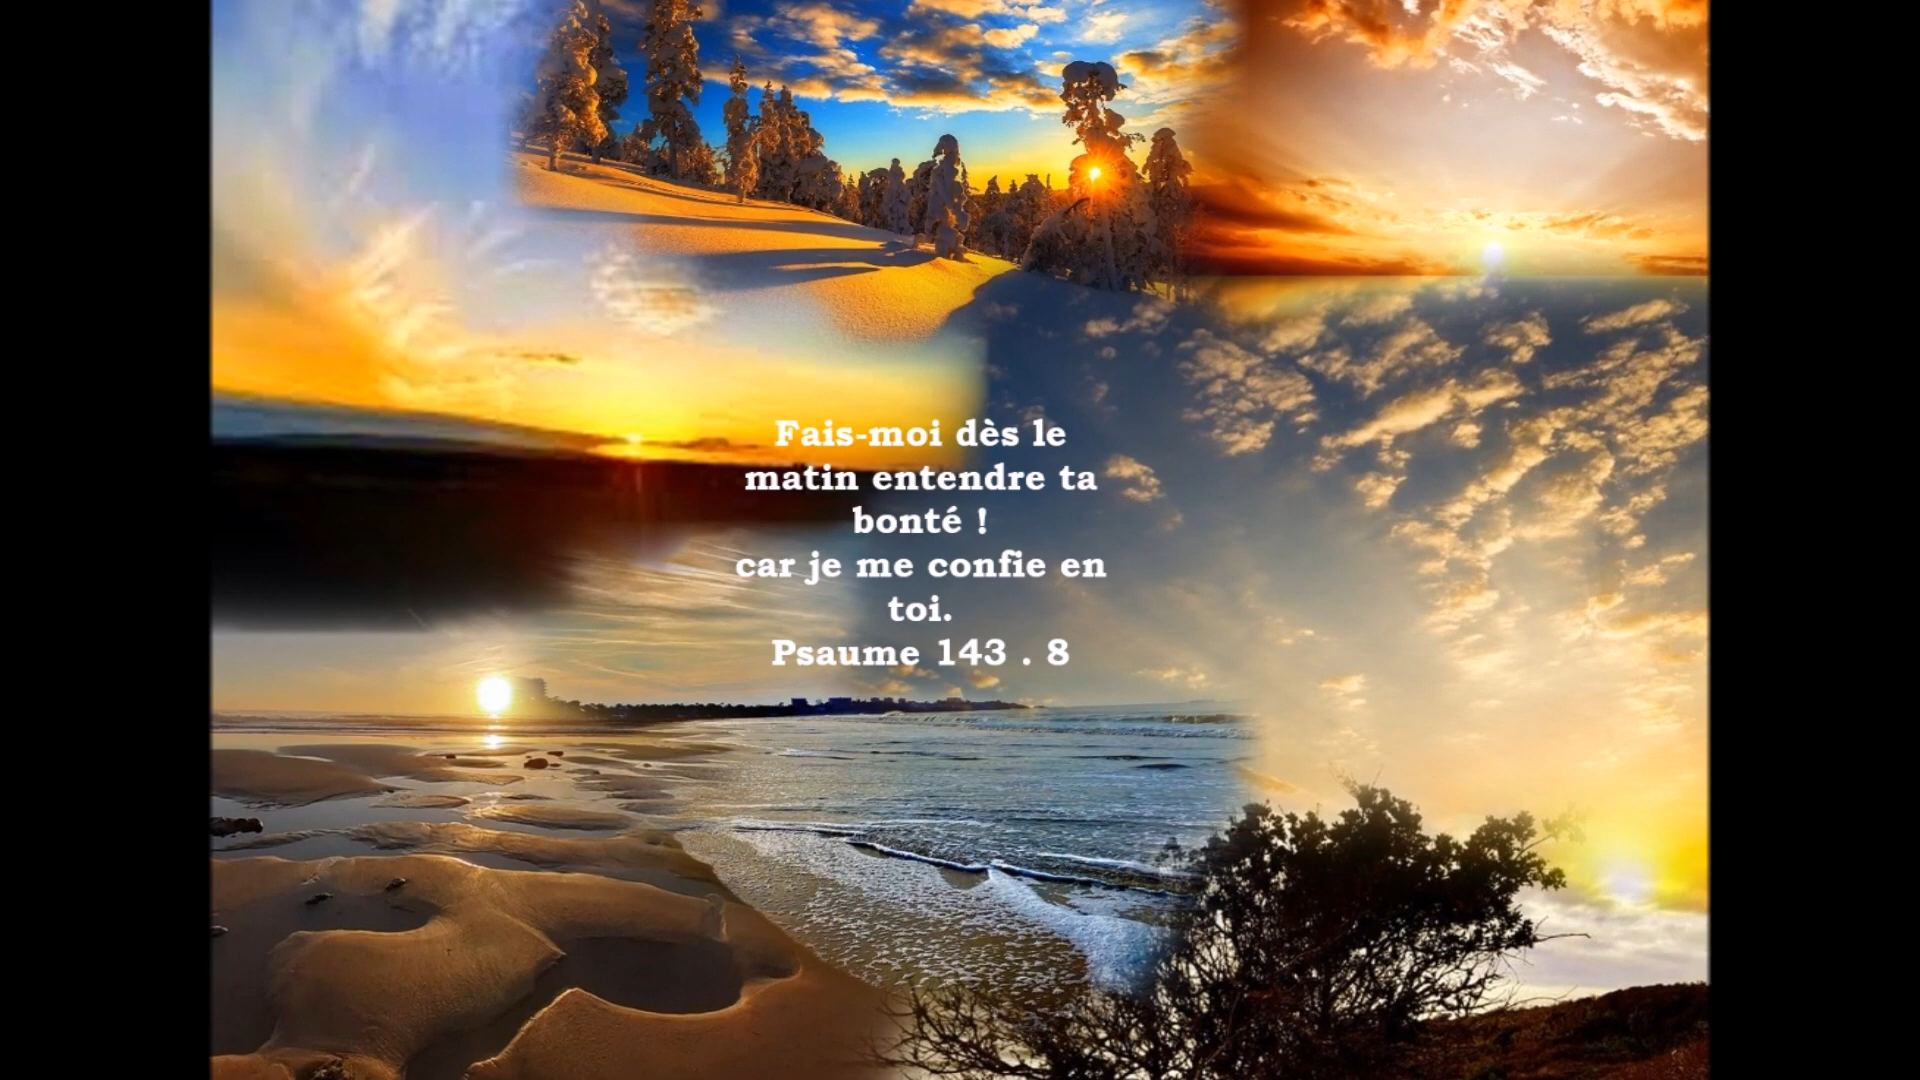 Fais-moi dès le
matin entendre ta
bonté !
car je me confie en
toi.
Psaume 143 . 8